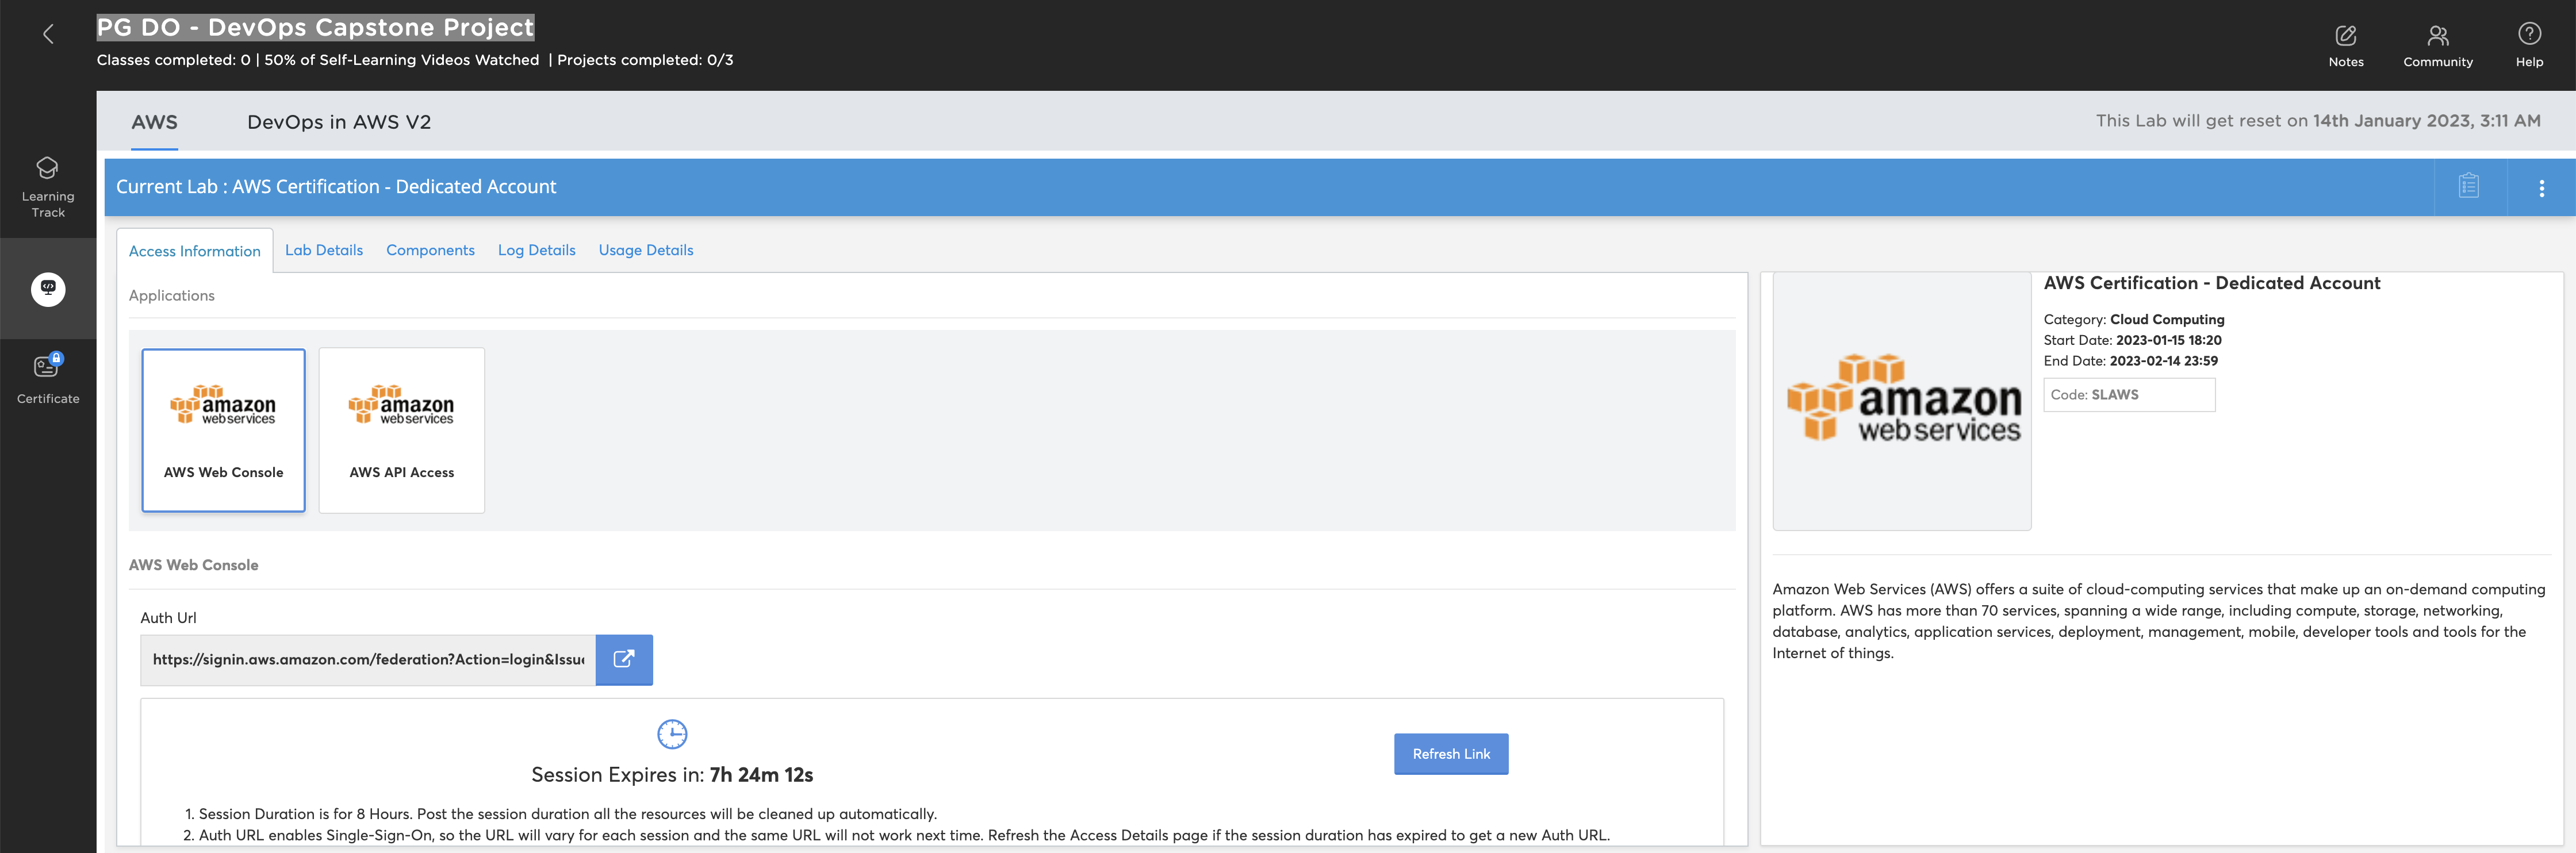 PG DO - DevOps Capstone Project
Classes completed: 0 | 50% of Self-Learning Videos Watched | Projects completed: 0/3
Notes
Community
Help
AWS
DevOps in AWS V2
This Lab will get reset on 14th January 2023, 3:11 AM
Learning
Track
Certificate
Current Lab : AWS Certification - Dedicated Account
Access Information
Lab Details
Components
Log Details
Usage Details
Applications
amazon
webservices
AWS Web Console
amazon
webservices
AWS API Access
AWS Web Console
Auth Url
https://signin.aws.amazon.com/federation?Action=login&Issue
Session Expires in: 7h 24m 12s
Refresh Link
1. Session Duration is for 8 Hours. Post the session duration all the resources will be cleaned up automatically.
2. Auth URL enables Single-Sign-On, so the URL will vary for each session and the same URL will not work next time. Refresh the Access Details page if the session duration has expired to get a new Auth URL.
amazon
webservices
AWS Certification - Dedicated Account
Category: Cloud Computing
Start Date: 2023-01-15 18:20
End Date: 2023-02-14 23:59
Code: SLAWS
Amazon Web Services (AWS) offers a suite of cloud-computing services that make up an on-demand computing
platform. AWS has more than 70 services, spanning a wide range, including compute, storage, networking,
database, analytics, application services, deployment, management, mobile, developer tools and tools for the
Internet of things.